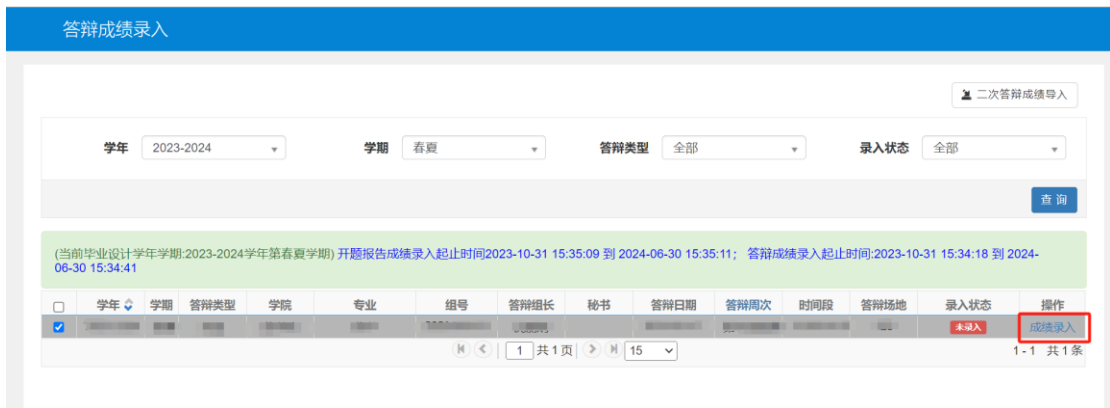 答辩成绩录入
二次答辩成绩导入
学年 2023-2024 学期 春夏 答辩类型 全部 录入状态 全部
查 询
(当前毕业设计学年学期:2023-2024学年第春夏学期) 开题报告成绩录入起止时间2023-10-31 15:35:09 到 2024-06-30 15:35:11; 答辩成绩录入起止时间:2023-10-31 15:34:18 到 2024-
06-30 15:34:41
学年 学期 答辩类型 学院 专业 组号 答辩组长 秘书 答辩日期 答辩周次 时间段 答辩场地 录入状态 操作
未录入 成绩录入
1 共 1 页 15 1 - 1 共 1 条